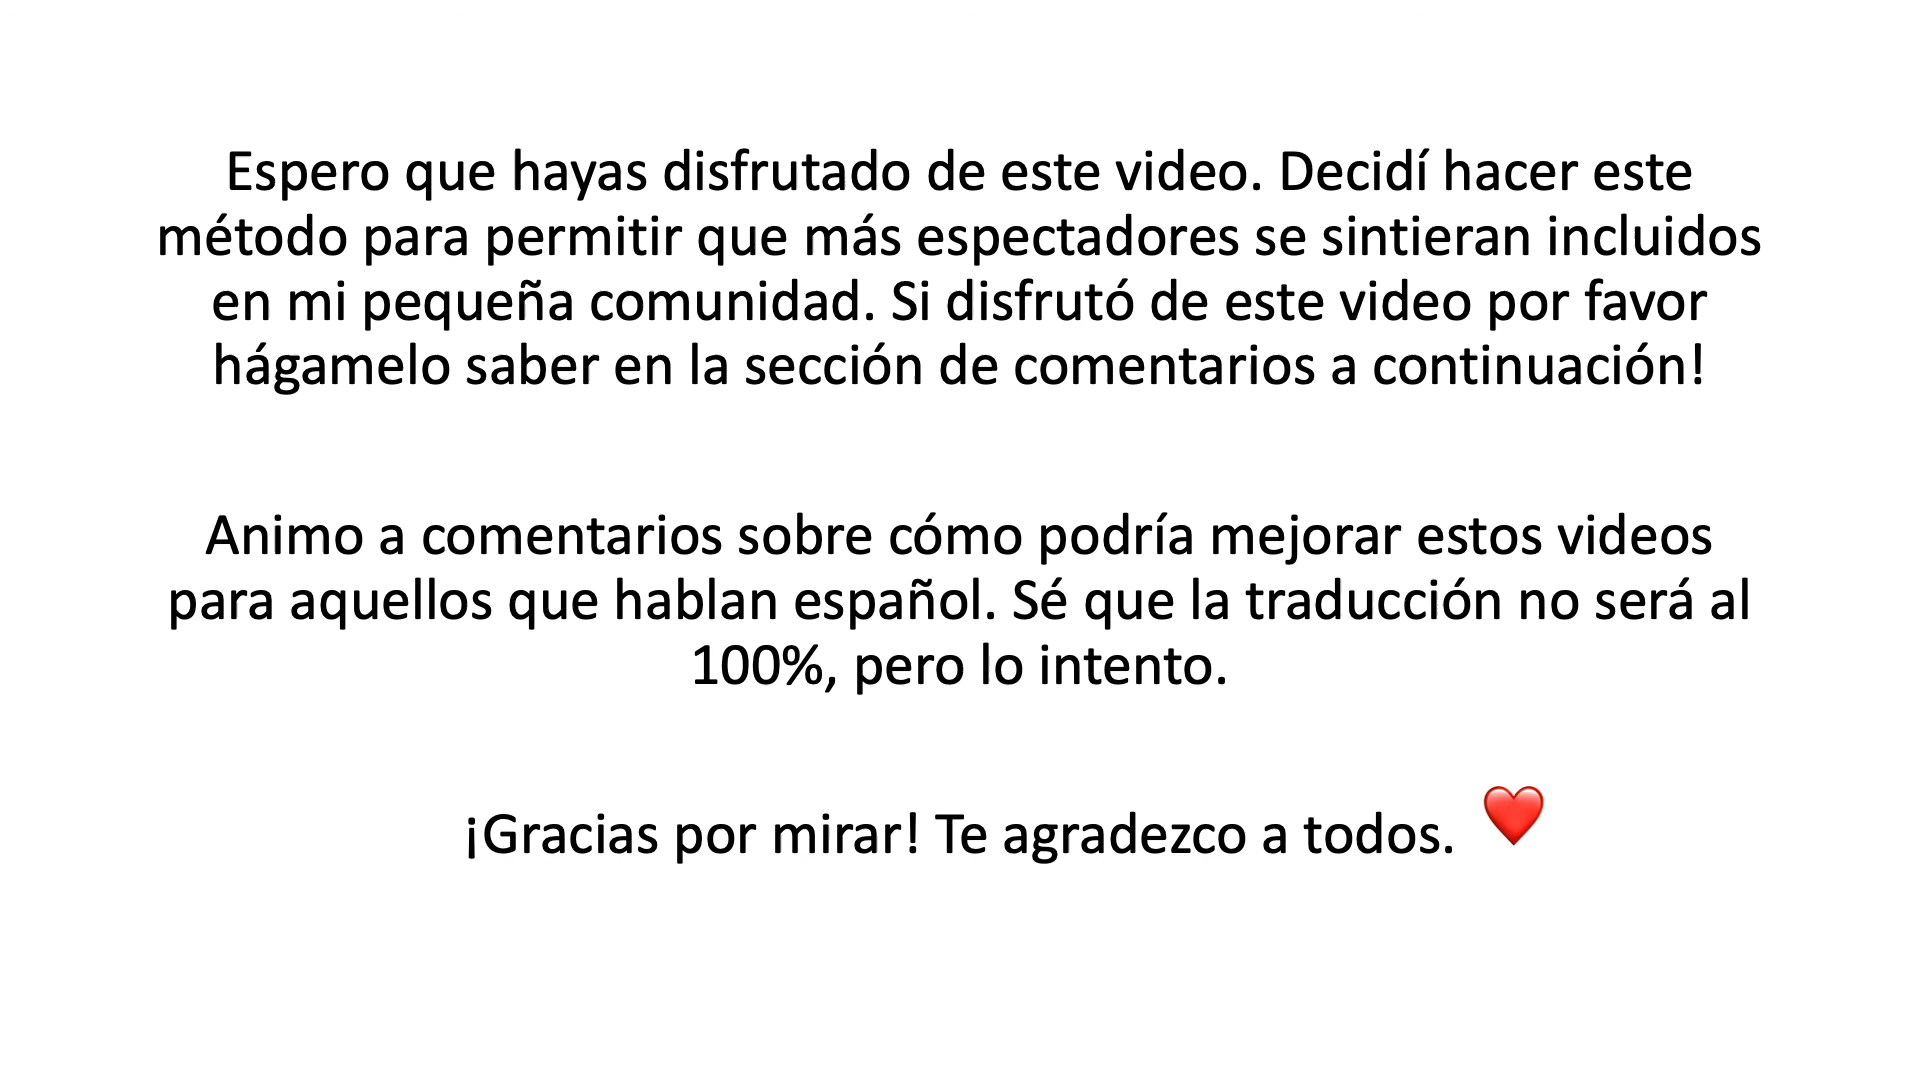 Espero que hayas disfrutado de este video. Decidí hacer este
método para permitir que más espectadores se sintieran incluidos
en mi pequeña comunidad. Si disfrutó de este video por favor
hágamelo saber en la sección de comentarios a continuación!
Animo a comentarios sobre cómo podría mejorar estos videos
para aquellos que hablan español. Sé que la traducción no será al
100%, pero lo intento.
¡Gracias por mirar! Te agradezco a todos. ❤️